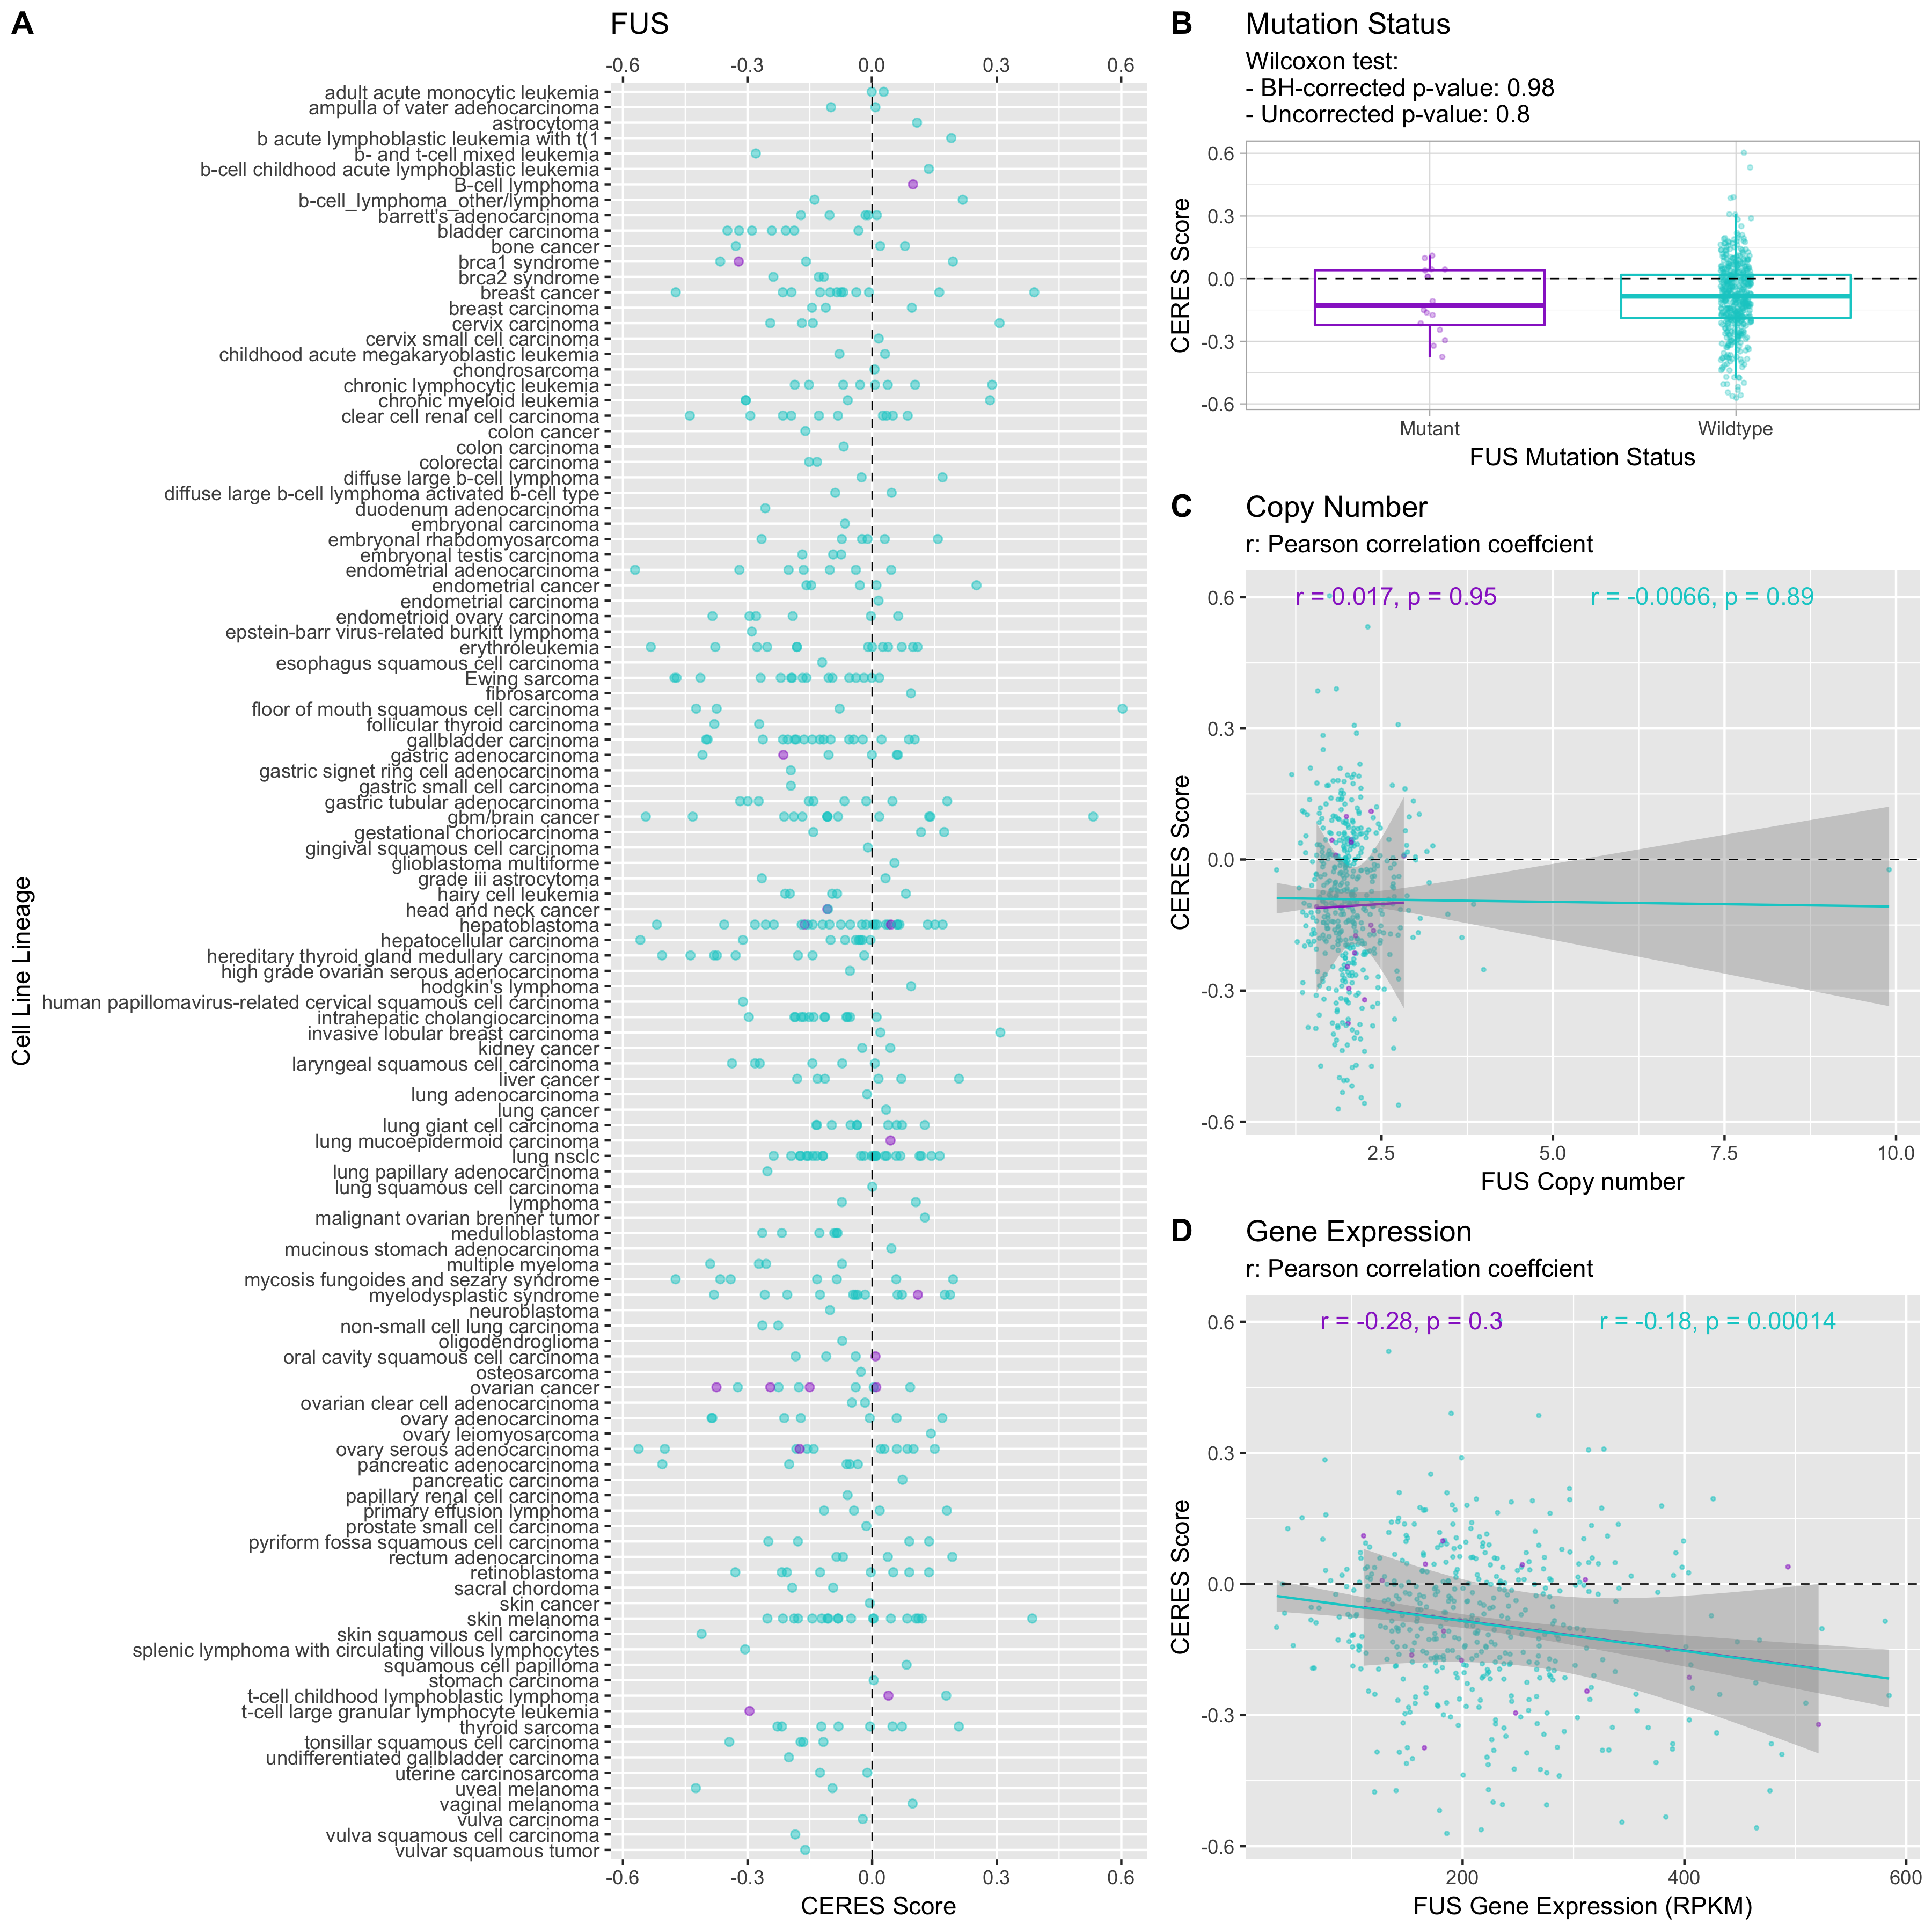 A
FUS
-0.6 -0.3 0.0 0.3 0.6
Cell Line Lineage
adult acute monocytic leukemia
ampulla of vater adenocarcinoma
astrocytoma
b acute lymphoblastic leukemia with t(1
b- and t-cell mixed leukemia
b-cell childhood acute lymphoblastic leukemia
B-cell lymphoma
b-cell_lymphoma_other/lymphoma
barrett's adenocarcinoma
bladder carcinoma
bone cancer
brca1 syndrome
brca2 syndrome
breast cancer
breast carcinoma
cervix carcinoma
cervix small cell carcinoma
childhood acute megakaryoblastic leukemia
chondrosarcoma
chronic lymphocytic leukemia
chronic myeloid leukemia
clear cell renal cell carcinoma
colon cancer
colon carcinoma
colorectal carcinoma
diffuse large b-cell lymphoma
diffuse large b-cell lymphoma activated b-cell type
duodenum adenocarcinoma
embryonal carcinoma
embryonal rhabdomyosarcoma
embryonal testis carcinoma
endometrial adenocarcinoma
endometrial cancer
endometrial carcinoma
endometrioid ovary carcinoma
epstein-barr virus-related burkitt lymphoma
erythroleukemia
esophagus squamous cell carcinoma
Ewing sarcoma
fibrosarcoma
floor of mouth squamous cell carcinoma
follicular thyroid carcinoma
gallbladder carcinoma
gastric adenocarcinoma
gastric signet ring cell adenocarcinoma
gastric small cell carcinoma
gastric tubular adenocarcinoma
gbm/brain cancer
gestational choriocarcinoma
gingival squamous cell carcinoma
glioblastoma multiforme
grade iii astrocytoma
hairy cell leukemia
head and neck cancer
hepatoblastoma
hepatocellular carcinoma
hereditary thyroid gland medullary carcinoma
high grade ovarian serous adenocarcinoma
hodgkin's lymphoma
human papillomavirus-related cervical squamous cell carcinoma
intrahepatic cholangiocarcinoma
invasive lobular breast carcinoma
kidney cancer
laryngeal squamous cell carcinoma
liver cancer
lung adenocarcinoma
lung cancer
lung giant cell carcinoma
lung mucoepidermoid carcinoma
lung nsclc
lung papillary adenocarcinoma
lung squamous cell carcinoma
lymphoma
malignant ovarian brenner tumor
medulloblastoma
mucinous stomach adenocarcinoma
multiple myeloma
mycosis fungoides and sezary syndrome
myelodysplastic syndrome
neuroblastoma
non-small cell lung carcinoma
oligodendroglioma
oral cavity squamous cell carcinoma
osteosarcoma
ovarian cancer
ovarian clear cell adenocarcinoma
ovary adenocarcinoma
ovary leiomyosarcoma
ovary serous adenocarcinoma
pancreatic adenocarcinoma
pancreatic carcinoma
papillary renal cell carcinoma
primary effusion lymphoma
prostate small cell carcinoma
pyriform fossa squamous cell carcinoma
rectum adenocarcinoma
retinoblastoma
sacral chordoma
skin cancer
skin melanoma
skin squamous cell carcinoma
splenic lymphoma with circulating villous lymphocytes
squamous cell papilloma
stomach carcinoma
t-cell childhood lymphoblastic lymphoma
t-cell large granular lymphocyte leukemia
thyroid sarcoma
tonsillar squamous cell carcinoma
undifferentiated gallbladder carcinoma
uterine carcinosarcoma
uveal melanoma
vaginal melanoma
vulva carcinoma
vulva squamous cell carcinoma
vulvar squamous tumor
-0.6 -0.3 0.0 0.3 0.6
CERES Score
B
Mutation Status
Wilcoxon test:
- BH-corrected p-value: 0.98
- Uncorrected p-value: 0.8
CERES Score
0.6
0.3
0.0
-0.3
-0.6
Mutant Wildtype
FUS Mutation Status
C
Copy Number
r: Pearson correlation coeffcient
r = 0.017, p = 0.95 r = -0.0066, p = 0.89
CERES Score
0.6
0.3
0.0
-0.3
-0.6
2.5 5.0 7.5 10.0
FUS Copy number
D
Gene Expression
r: Pearson correlation coeffcient
r = -0.28, p = 0.3 r = -0.18, p = 0.00014
CERES Score
0.6
0.3
0.0
-0.3
-0.6
200 400 600
FUS Gene Expression (RPKM)